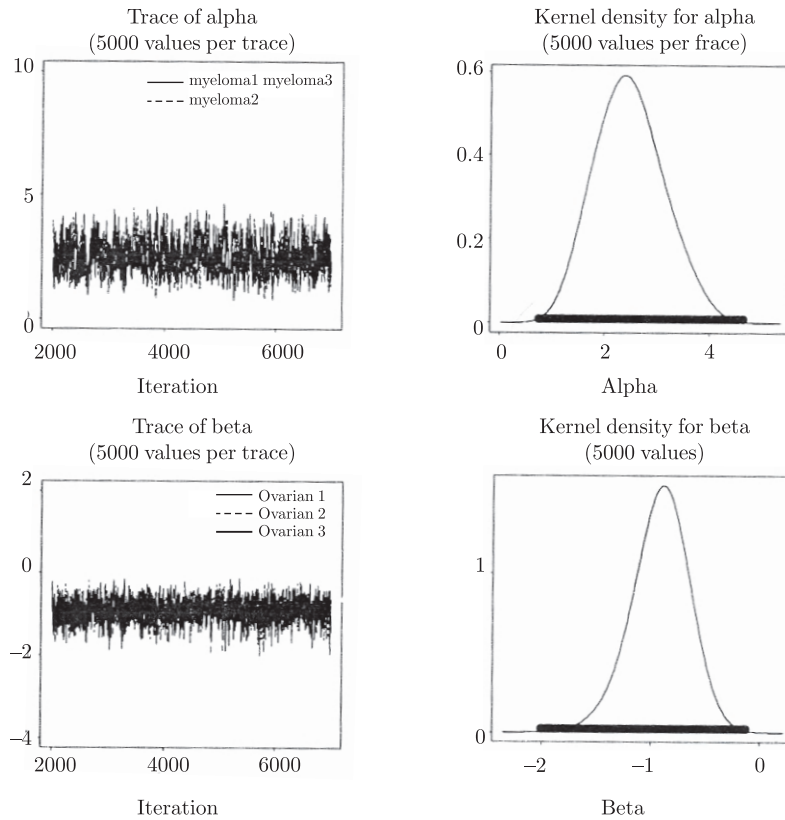 Trace of alpha
(5000 values per trace)
10
5
0
myeloma1 myeloma3
myeloma2
2000 4000 6000
Iteration
Kernel density for alpha
(5000 values per frace)
0.6
0.4
0.2
0
0 2 4
Alpha
Trace of beta
(5000 values per trace)
2
0
−2
−4
Ovarian 1
Ovarian 2
Ovarian 3
2000 4000 6000
Iteration
Kernel density for beta
(5000 values)
1
0
−2 −1 0
Beta